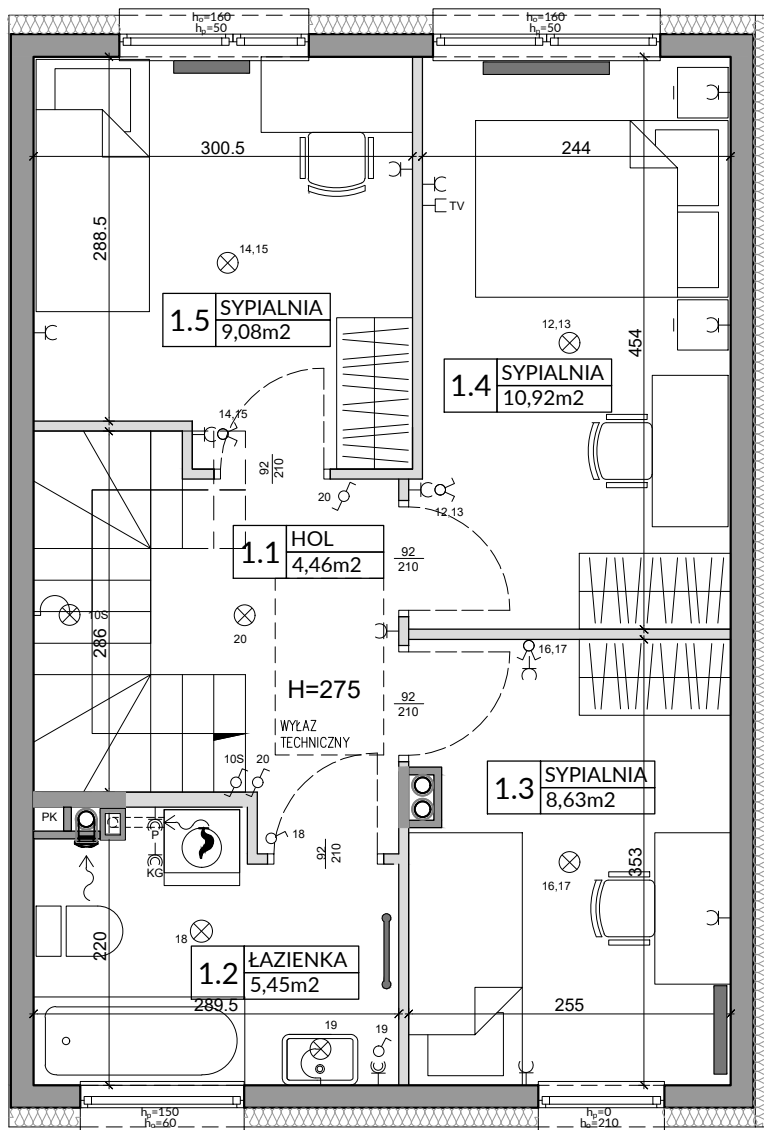 h₀=160
hₚ=50
h₀=160
hₚ=50
300.5
244
TV
288.5
14,15
1.5 SYPIALNIA
9,08m2
12,13
454
1.4 SYPIALNIA
10,92m2
14,15
92
210
20
12,13
1.1 HOL
4,46m2
92
210
10S
20
286
16,17
H=275
92
210
WYŁAZ
TECHNICZNY
10S
20
1.3 SYPIALNIA
8,63m2
PK
P
18
92
210
KG
353
16,17
18
220
1.2 ŁAZIENKA
5,45m2
289.5
255
19
19
hₚ=150
h₀=60
hₚ=0
h₀=210